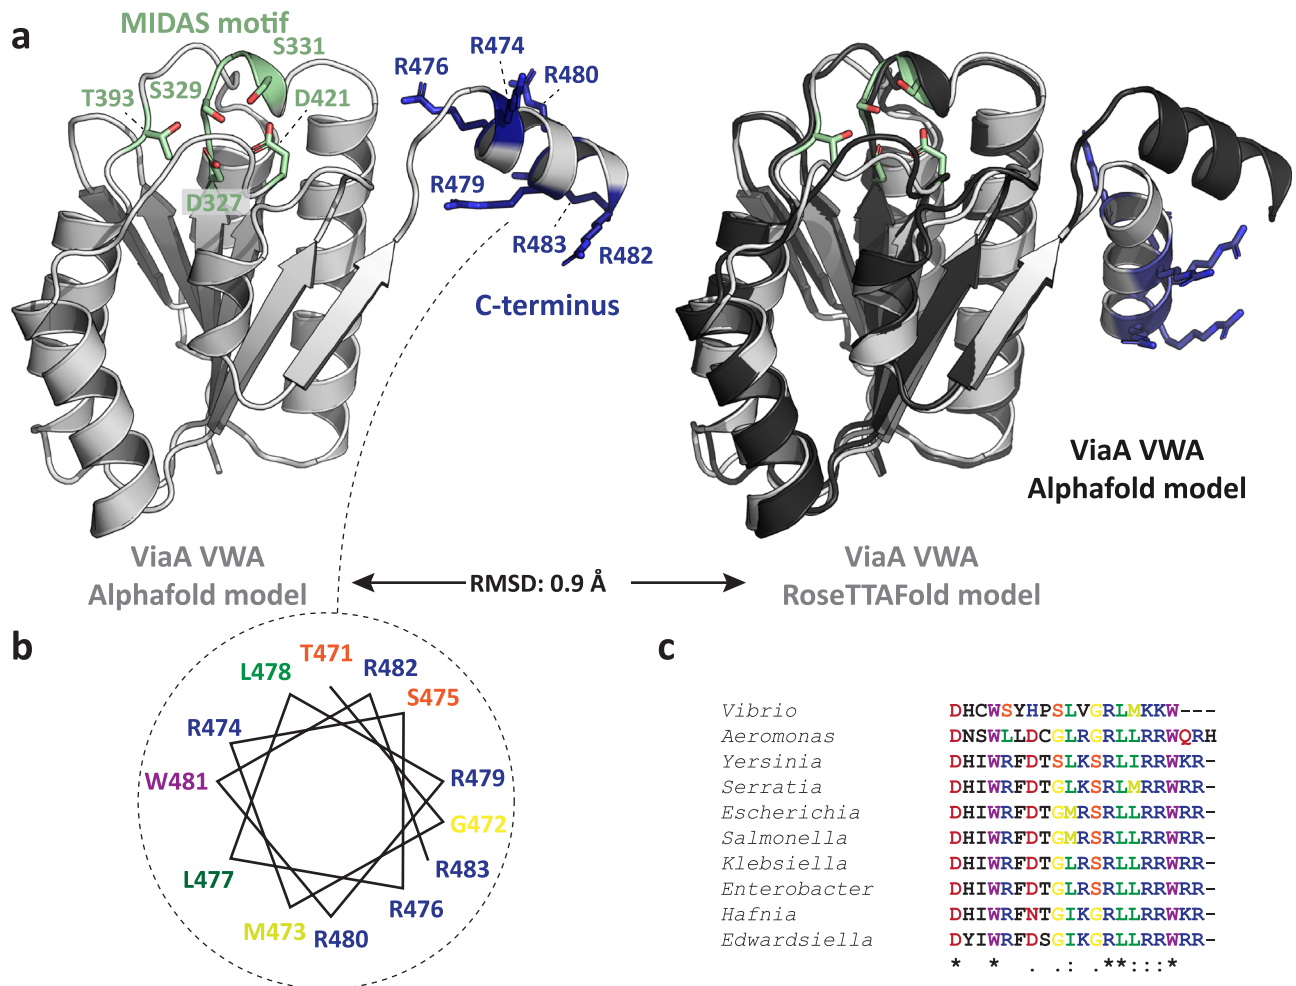 a
MIDAS motif
S331
S329
T393
D421
D327
R474
R476
R480
R479
R483
R482
C-terminus
ViaA VWA
Alphafold model
ViaA VWA
Alphafold model
RMSD: 0.9 Å
ViaA VWA
RoseTTAFold model
b
T471
L478
R482
S475
R474
W481
R479
G472
R483
L477
R476
M473
R480
c
Vibrio DHCWSYHPSLVGRLMKKW---
Aeromonas DNSWLLDCGLRGRLLRRWQRH
Yersinia DHIWRFDTSLKSRLIRRWKR-
Serratia DHIWRFDTGLKSRLMRRWRR-
Escherichia DHIWRFDTGMRSRLLRRWRR-
Salmonella DHIWRFDTGMRSRLLRRWRR-
Klebsiella DHIWRFDTGLRSRLLRRWRR-
Enterobacter DHIWRFDTGLRSRLLRRWRR-
Hafnia DHIWRFNTGIKGRLLRRWKR-
Edwardsiella DYIWRFDSGIKGRLLRRWRR-
* * . .: .**:::*